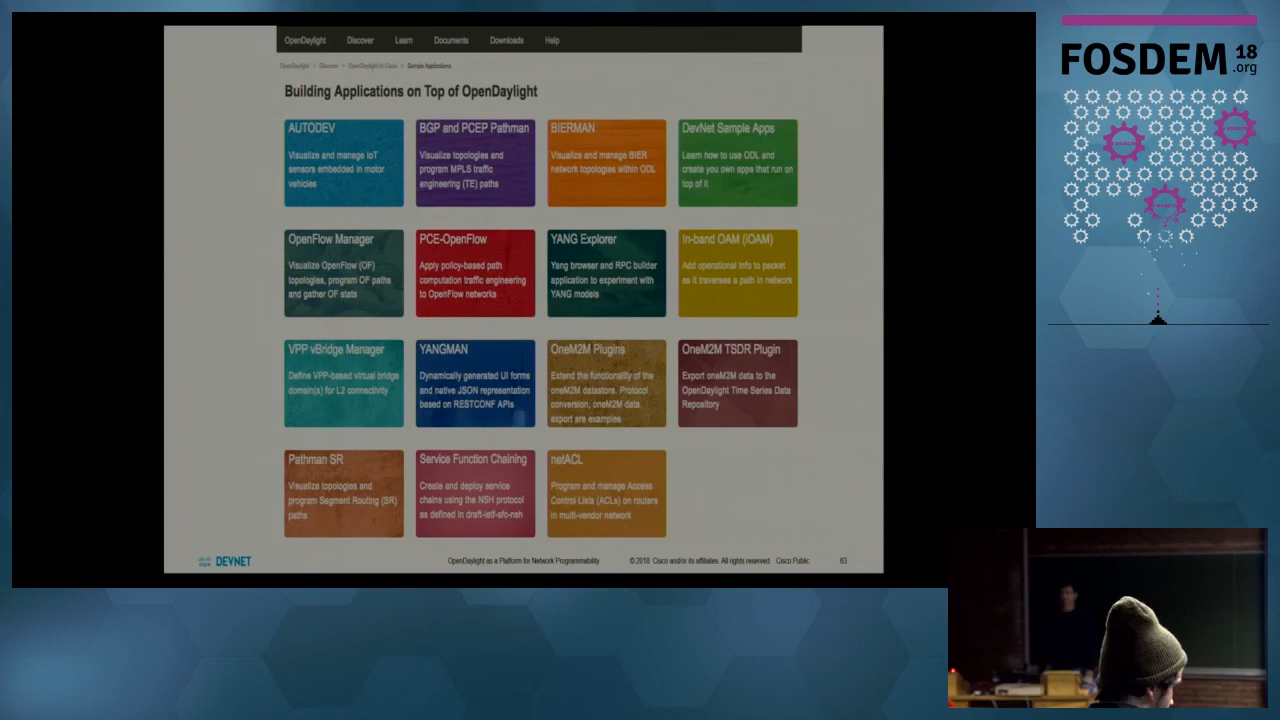 OpenDaylight Discover Learn Documents Downloads Help
OpenDaylight > Discover > OpenDaylight At Cisco > Sample Applications
Building Applications on Top of OpenDaylight
AUTODEV
Visualize and manage IoT
sensors embedded in motor
vehicles
BGP and PCEP Pathman
Visualize topologies and
program MPLS traffic
engineering (TE) paths
BIERMAN
Visualize and manage BIER
network topologies within ODL
DevNet Sample Apps
Learn how to use ODL and
create you own apps that run on
top of it
OpenFlow Manager
Visualize OpenFlow (OF)
topologies, program OF paths
and gather OF stats
PCE-OpenFlow
Apply policy-based path
computation traffic engineering
to OpenFlow networks
YANG Explorer
Yang browser and RPC builder
application to experiment with
YANG models
In-band OAM (iOAM)
Add operational info to packet
as it traverses a path in network
VPP vBridge Manager
Define VPP-based virtual bridge
domain(s) for L2 connectivity
YANGMAN
Dynamically generated UI forms
and native JSON representation
based on RESTCONF APIs
OneM2M Plugins
Extend the functionality of the
oneM2M datastore. Protocol
conversion, oneM2M data
export are examples
OneM2M TSDR Plugin
Export oneM2M data to the
OpenDaylight Time Series Data
Repository
Pathman SR
Visualize topologies and
program Segment Routing (SR)
paths
Service Function Chaining
Create and deploy service
chains using the NSH protocol
as defined in draft-ietf-sfc-nsh
netACL
Program and manage Access
Control Lists (ACLs) on routers
in multi-vendor network
cisco DEVNET
OpenDaylight as a Platform for Network Programmability © 2018 Cisco and/or its affiliates. All rights reserved. Cisco Public 63
FOSDEM 18
.org